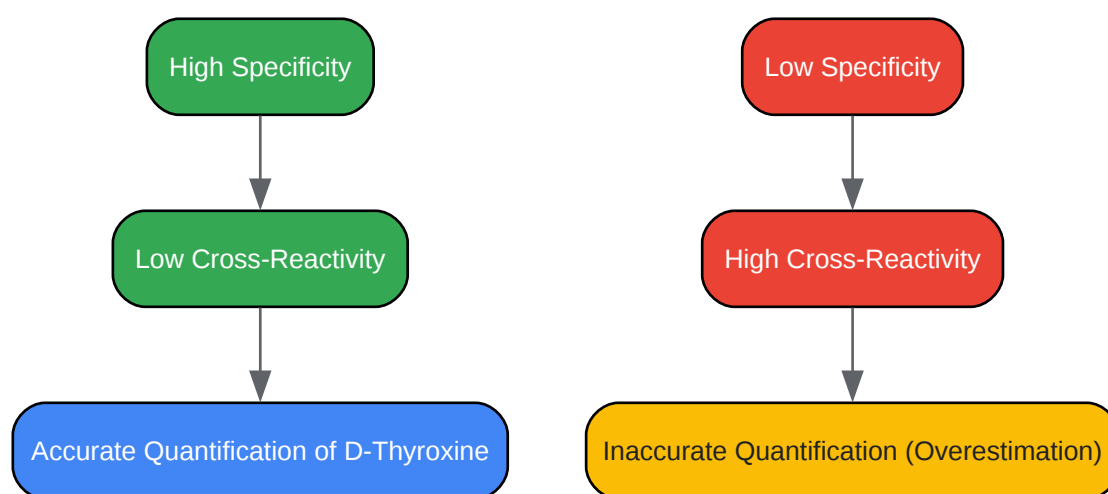 High Specificity
Low Specificity
Low Cross-Reactivity
High Cross-Reactivity
Accurate Quantification of D-Thyroxine
Inaccurate Quantification (Overestimation)